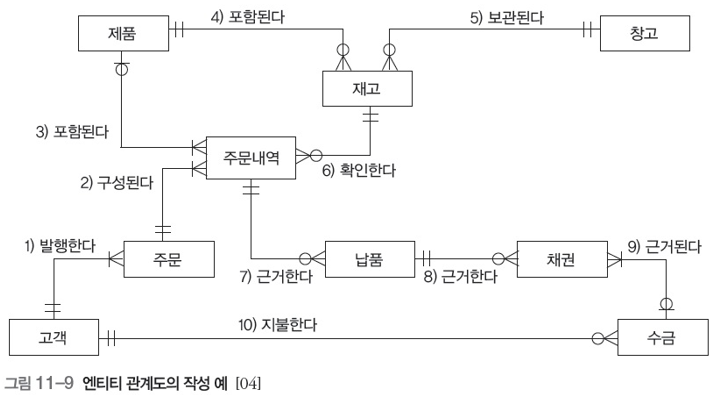 4) 포함된다
5) 보관된다
제품
창고
재고
3) 포함된다
주문내역
6) 확인한다
2) 구성된다
1) 발행한다
9) 근거된다
주문
납품
채권
7) 근거한다
8) 근거한다
10) 지불한다
고객
수금
그림 11-9 엔티티 관계도의 작성 예 [04]